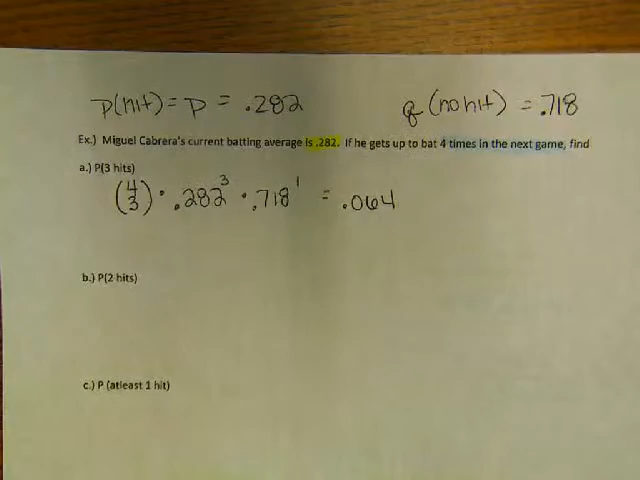 P(hit) = P = .282 q (no hit) = .718
Ex.) Miguel Cabrera's current batting average is .282. If he gets up to bat 4 times in the next game, find
a.) P(3 hits)
(4 3) · .282³ · .718¹ = .064
b.) P(2 hits)
c.) P (atleast 1 hit)